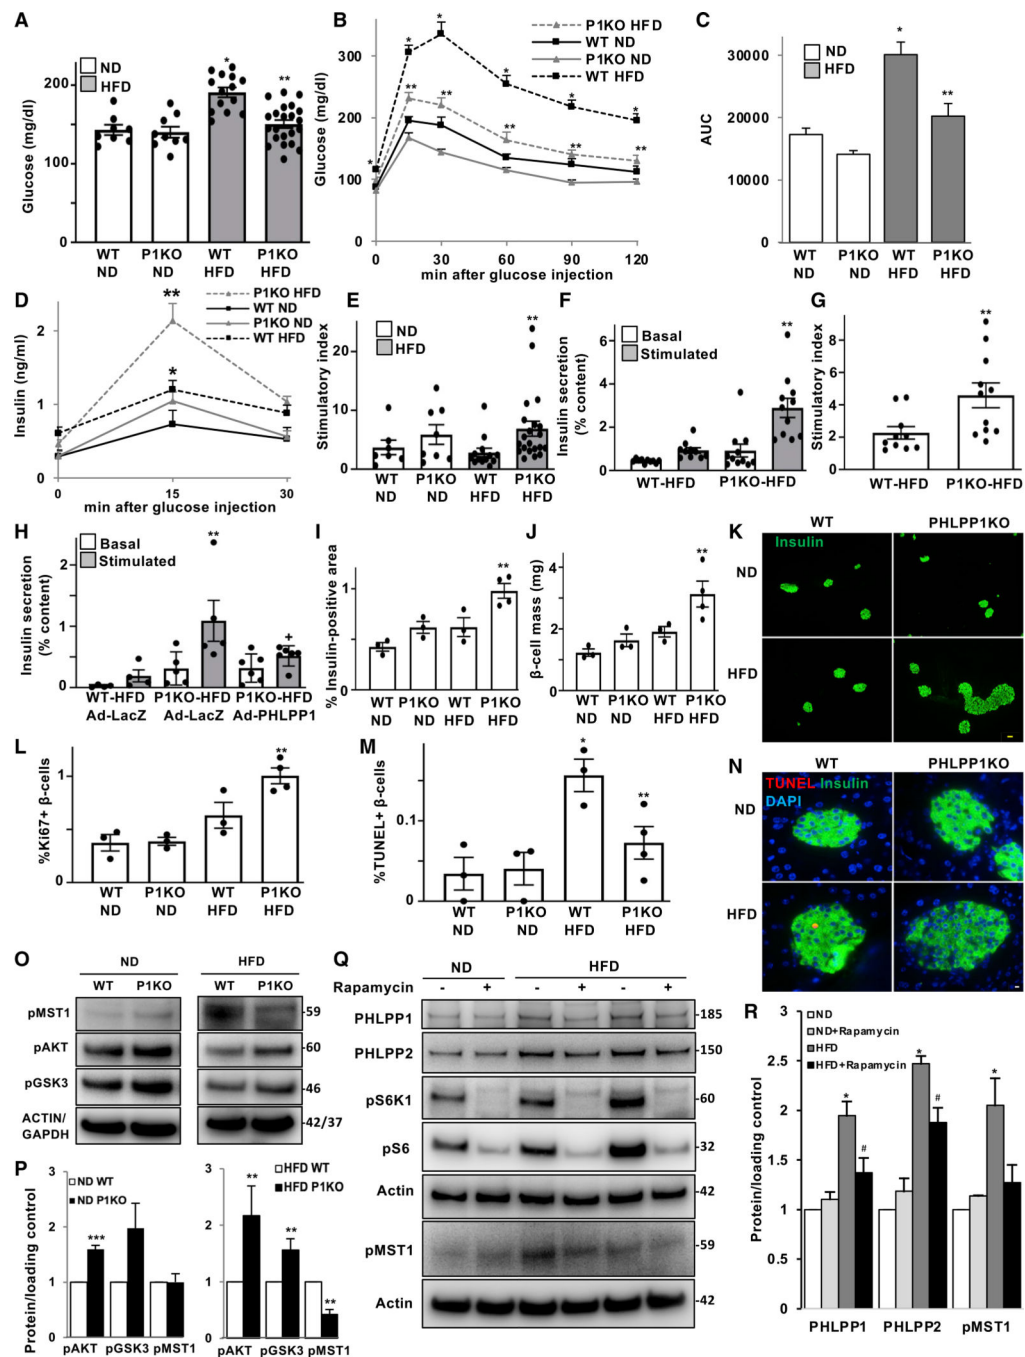 A
ND
HFD
Glucose (mg/dl)
200
100
0
*
**
WT
ND
P1KO
ND
WT
HFD
P1KO
HFD
B
P1KO HFD
WT ND
P1KO ND
WT HFD
Glucose (mg/dl)
300
200
100
0
*
*
*
*
*
*
**
**
**
**
**
0 30 60 90 120
min after glucose injection
C
ND
HFD
AUC
30000
20000
10000
0
*
**
WT
ND
P1KO
ND
WT
HFD
P1KO
HFD
D
P1KO HFD
WT ND
P1KO ND
WT HFD
Insulin (ng/ml)
2
1
0
**
*
0 15 30
min after glucose injection
E
ND
HFD
Stimulatory index
20
10
0
**
WT
ND
P1KO
ND
WT
HFD
P1KO
HFD
F
Basal
Stimulated
Insulin secretion
(% content)
6
4
2
0
**
WT-HFD P1KO-HFD
G
Stimulatory index
8
6
4
2
0
**
WT-HFD P1KO-HFD
H
Basal
Stimulated
Insulin secretion
(% content)
2
1
0
**
+
WT-HFD P1KO-HFD P1KO-HFD
Ad-LacZ Ad-LacZ Ad-PHLPP1
I
% Insulin-positive area
1
0
**
WT
ND
P1KO
ND
WT
HFD
P1KO
HFD
J
β-cell mass (mg)
4
2
0
**
WT
ND
P1KO
ND
WT
HFD
P1KO
HFD
K
WT PHLPP1KO
Insulin
ND
HFD
L
%Ki67+ β-cells
1
0
**
WT
ND
P1KO
ND
WT
HFD
P1KO
HFD
M
%TUNEL+ β-cells
0.1
0
*
**
WT
ND
P1KO
ND
WT
HFD
P1KO
HFD
N
WT PHLPP1KO
TUNEL Insulin
DAPI
ND
HFD
O
ND HFD
WT P1KO WT P1KO
pMST1 -59
pAKT -60
pGSK3 -46
ACTIN/
GAPDH -42/37
P
ND WT
ND P1KO
Protein/loading control
3
2
1
0
***
pAKT pGSK3 pMST1
HFD WT
HFD P1KO
3
2
1
0
**
**
**
pAKT pGSK3 pMST1
Q
ND HFD
Rapamycin - + - + - +
PHLPP1 -185
PHLPP2 -150
pS6K1 -60
pS6 -32
Actin -42
pMST1 -59
Actin -42
R
ND
ND+Rapamycin
HFD
HFD+Rapamycin
Protein/loading control
3
2.5
2
1.5
1
0.5
0
*
#
*
#
*
PHLPP1 PHLPP2 pMST1